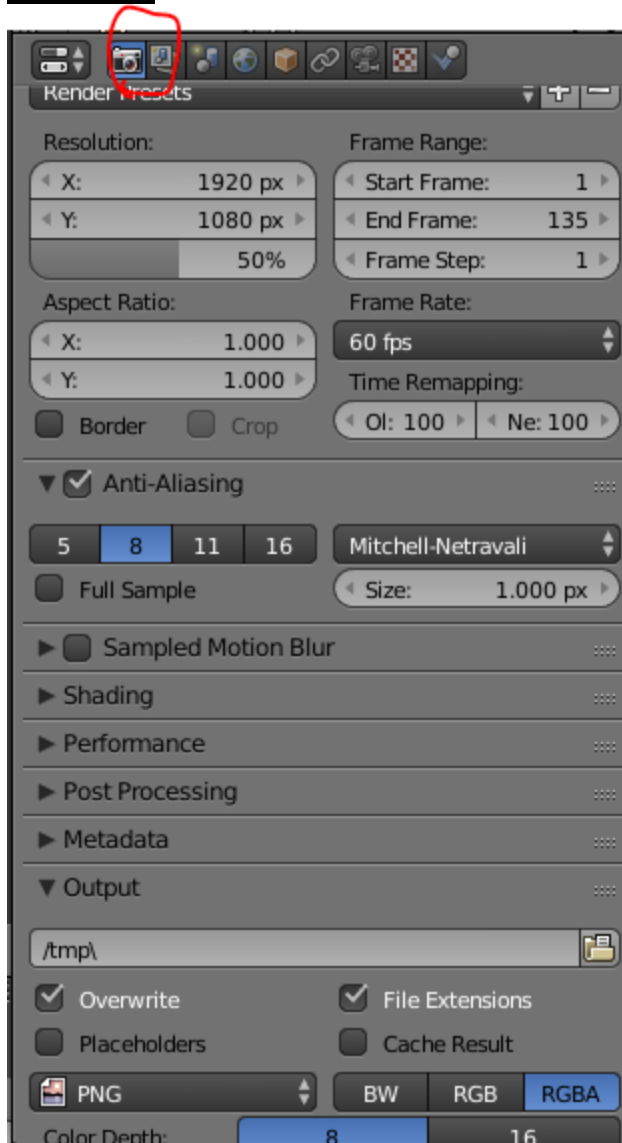 Render Presets
Resolution:
Frame Range:
X: 1920 px
Start Frame: 1
Y: 1080 px
End Frame: 135
50%
Frame Step: 1
Aspect Ratio:
Frame Rate:
X: 1.000
60 fps
Y: 1.000
Time Remapping:
Border
Crop
Ol: 100
Ne: 100
Anti-Aliasing
5 8 11 16
Mitchell-Netravali
Full Sample
Size: 1.000 px
Sampled Motion Blur
Shading
Performance
Post Processing
Metadata
Output
/tmp\
Overwrite
File Extensions
Placeholders
Cache Result
PNG
BW RGB RGBA
Color Depth: 8 16